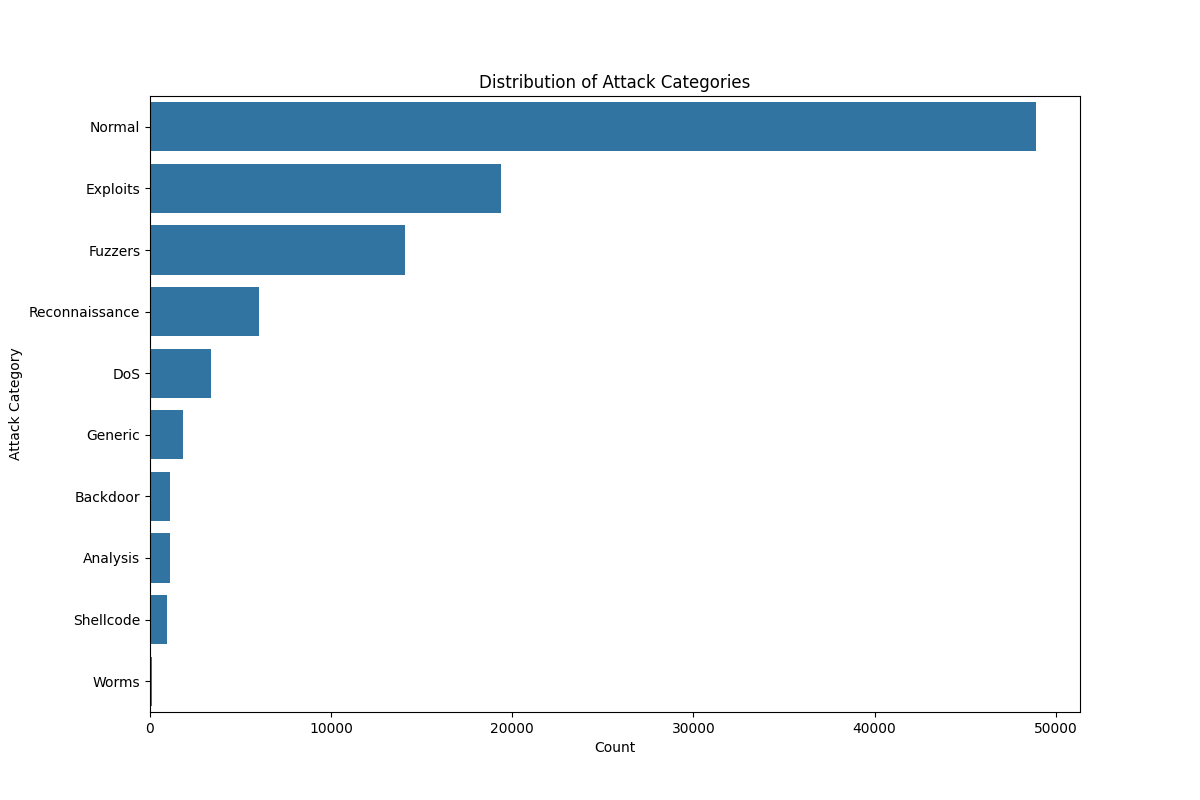 Distribution of Attack Categories
Attack Category
Normal
Exploits
Fuzzers
Reconnaissance
DoS
Generic
Backdoor
Analysis
Shellcode
Worms
0 10000 20000 30000 40000 50000
Count